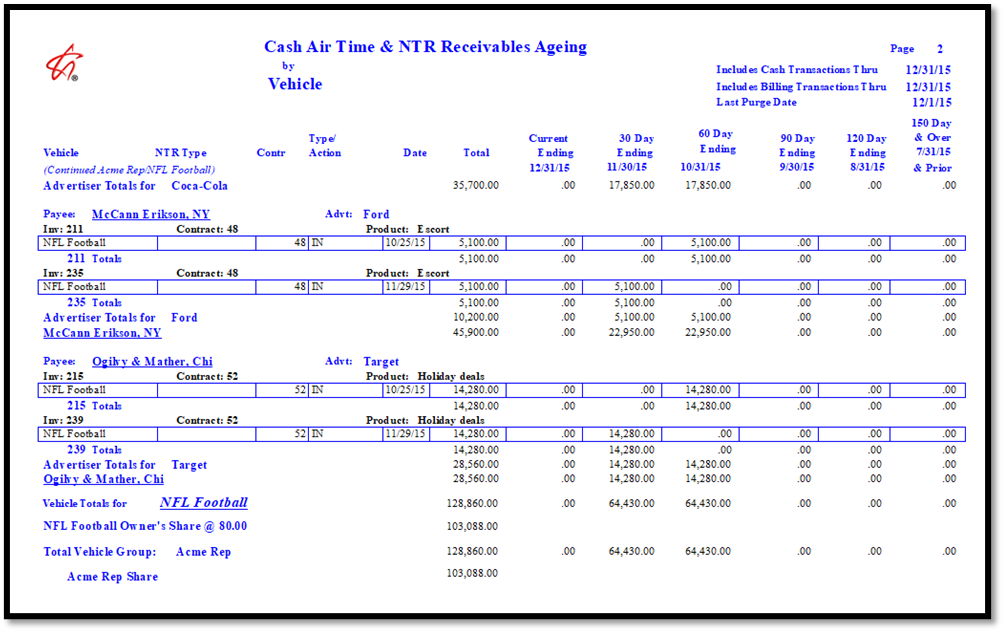 Cash Air Time & NTR Receivables Ageing
by
Vehicle
Page 2
Includes Cash Transactions Thru 12/31/15
Includes Billing Transactions Thru 12/31/15
Last Purge Date 12/1/15
Vehicle NTR Type Contr Type/ Action Date Total Current Ending 12/31/15 30 Day Ending 11/30/15 60 Day Ending 10/31/15 90 Day Ending 9/30/15 120 Day Ending 8/31/15 150 Day & Over 7/31/15 & Prior
(Continued Acme Rep/NFL Football)
Advertiser Totals for Coca-Cola 35,700.00 .00 17,850.00 17,850.00 .00 .00 .00
Payee: McCann Erikson, NY Advt: Ford
Inv: 211 Contract: 48 Product: Escort
NFL Football 48 IN 10/25/15 5,100.00 .00 .00 5,100.00 .00 .00 .00
211 Totals 5,100.00 .00 .00 5,100.00 .00 .00 .00
Inv: 235 Contract: 48 Product: Escort
NFL Football 48 IN 11/29/15 5,100.00 .00 5,100.00 .00 .00 .00 .00
235 Totals 5,100.00 .00 5,100.00 .00 .00 .00 .00
Advertiser Totals for Ford 10,200.00 .00 5,100.00 5,100.00 .00 .00 .00
McCann Erikson, NY 45,900.00 .00 22,950.00 22,950.00 .00 .00 .00
Payee: Ogilvy & Mather, Chi Advt: Target
Inv: 215 Contract: 52 Product: Holiday deals
NFL Football 52 IN 10/25/15 14,280.00 .00 .00 14,280.00 .00 .00 .00
215 Totals 14,280.00 .00 .00 14,280.00 .00 .00 .00
Inv: 239 Contract: 52 Product: Holiday deals
NFL Football 52 IN 11/29/15 14,280.00 .00 14,280.00 .00 .00 .00 .00
239 Totals 14,280.00 .00 14,280.00 .00 .00 .00 .00
Advertiser Totals for Target 28,560.00 .00 14,280.00 14,280.00 .00 .00 .00
Ogilvy & Mather, Chi 28,560.00 .00 14,280.00 14,280.00 .00 .00 .00
Vehicle Totals for NFL Football 128,860.00 .00 64,430.00 64,430.00 .00 .00 .00
NFL Football Owner's Share @ 80.00 103,088.00
Total Vehicle Group: Acme Rep 128,860.00 .00 64,430.00 64,430.00 .00 .00 .00
Acme Rep Share 103,088.00